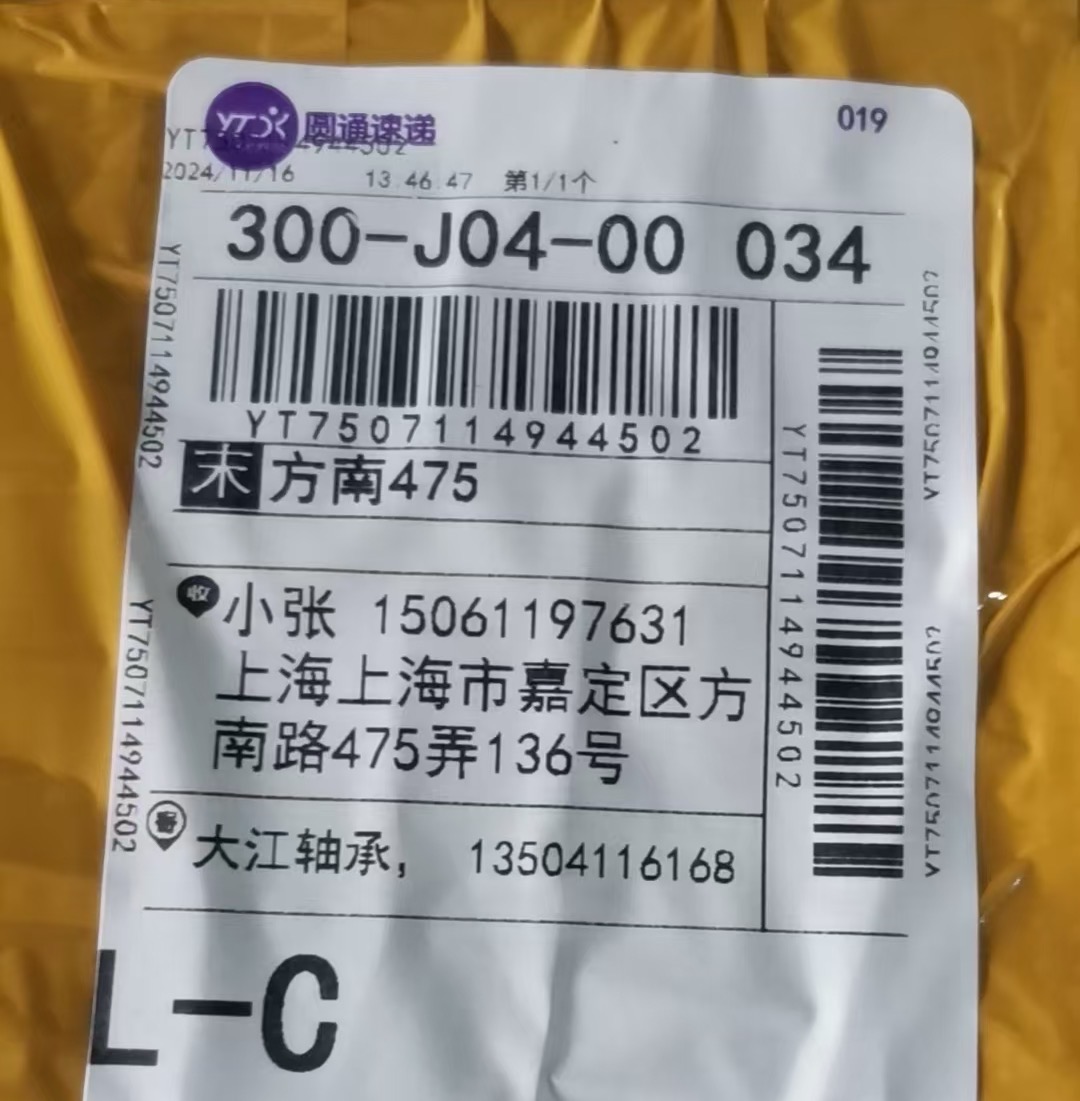 圆通速递
019
2024/11/16 13:46:47 第1/1个
300-J04-00 034
YT7507114944502
末 方南475
收 小张 15061197631
上海上海市嘉定区方
南路475弄136号
寄 大江轴承, 13504116168
L-C
YT7507114944502
YT7507114944502
YT7507114944502